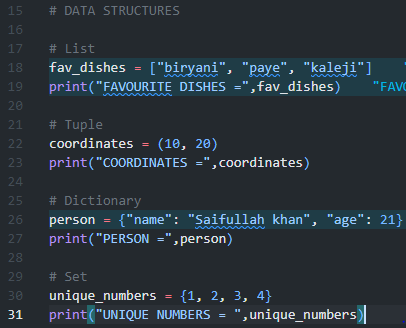 15 # DATA STRUCTURES
16
17 # List
18 fav_dishes = ["biryani", "paye", "kaleji"]
19 print("FAVOURITE DISHES =",fav_dishes) "FAVO
20
21 # Tuple
22 coordinates = (10, 20)
23 print("COORDINATES =",coordinates)
24
25 # Dictionary
26 person = {"name": "Saifullah khan", "age": 21}
27 print("PERSON =",person)
28
29 # Set
30 unique_numbers = {1, 2, 3, 4}
31 print("UNIQUE NUMBERS = ",unique_numbers)